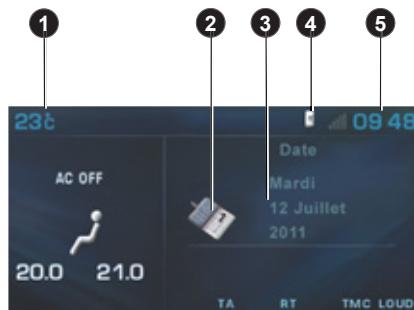 1 2 3 4 5
23°c 09 48
Date
AC OFF
Mardi
12 Juillet
2011
20.0 21.0
TA RT TMC LOUD